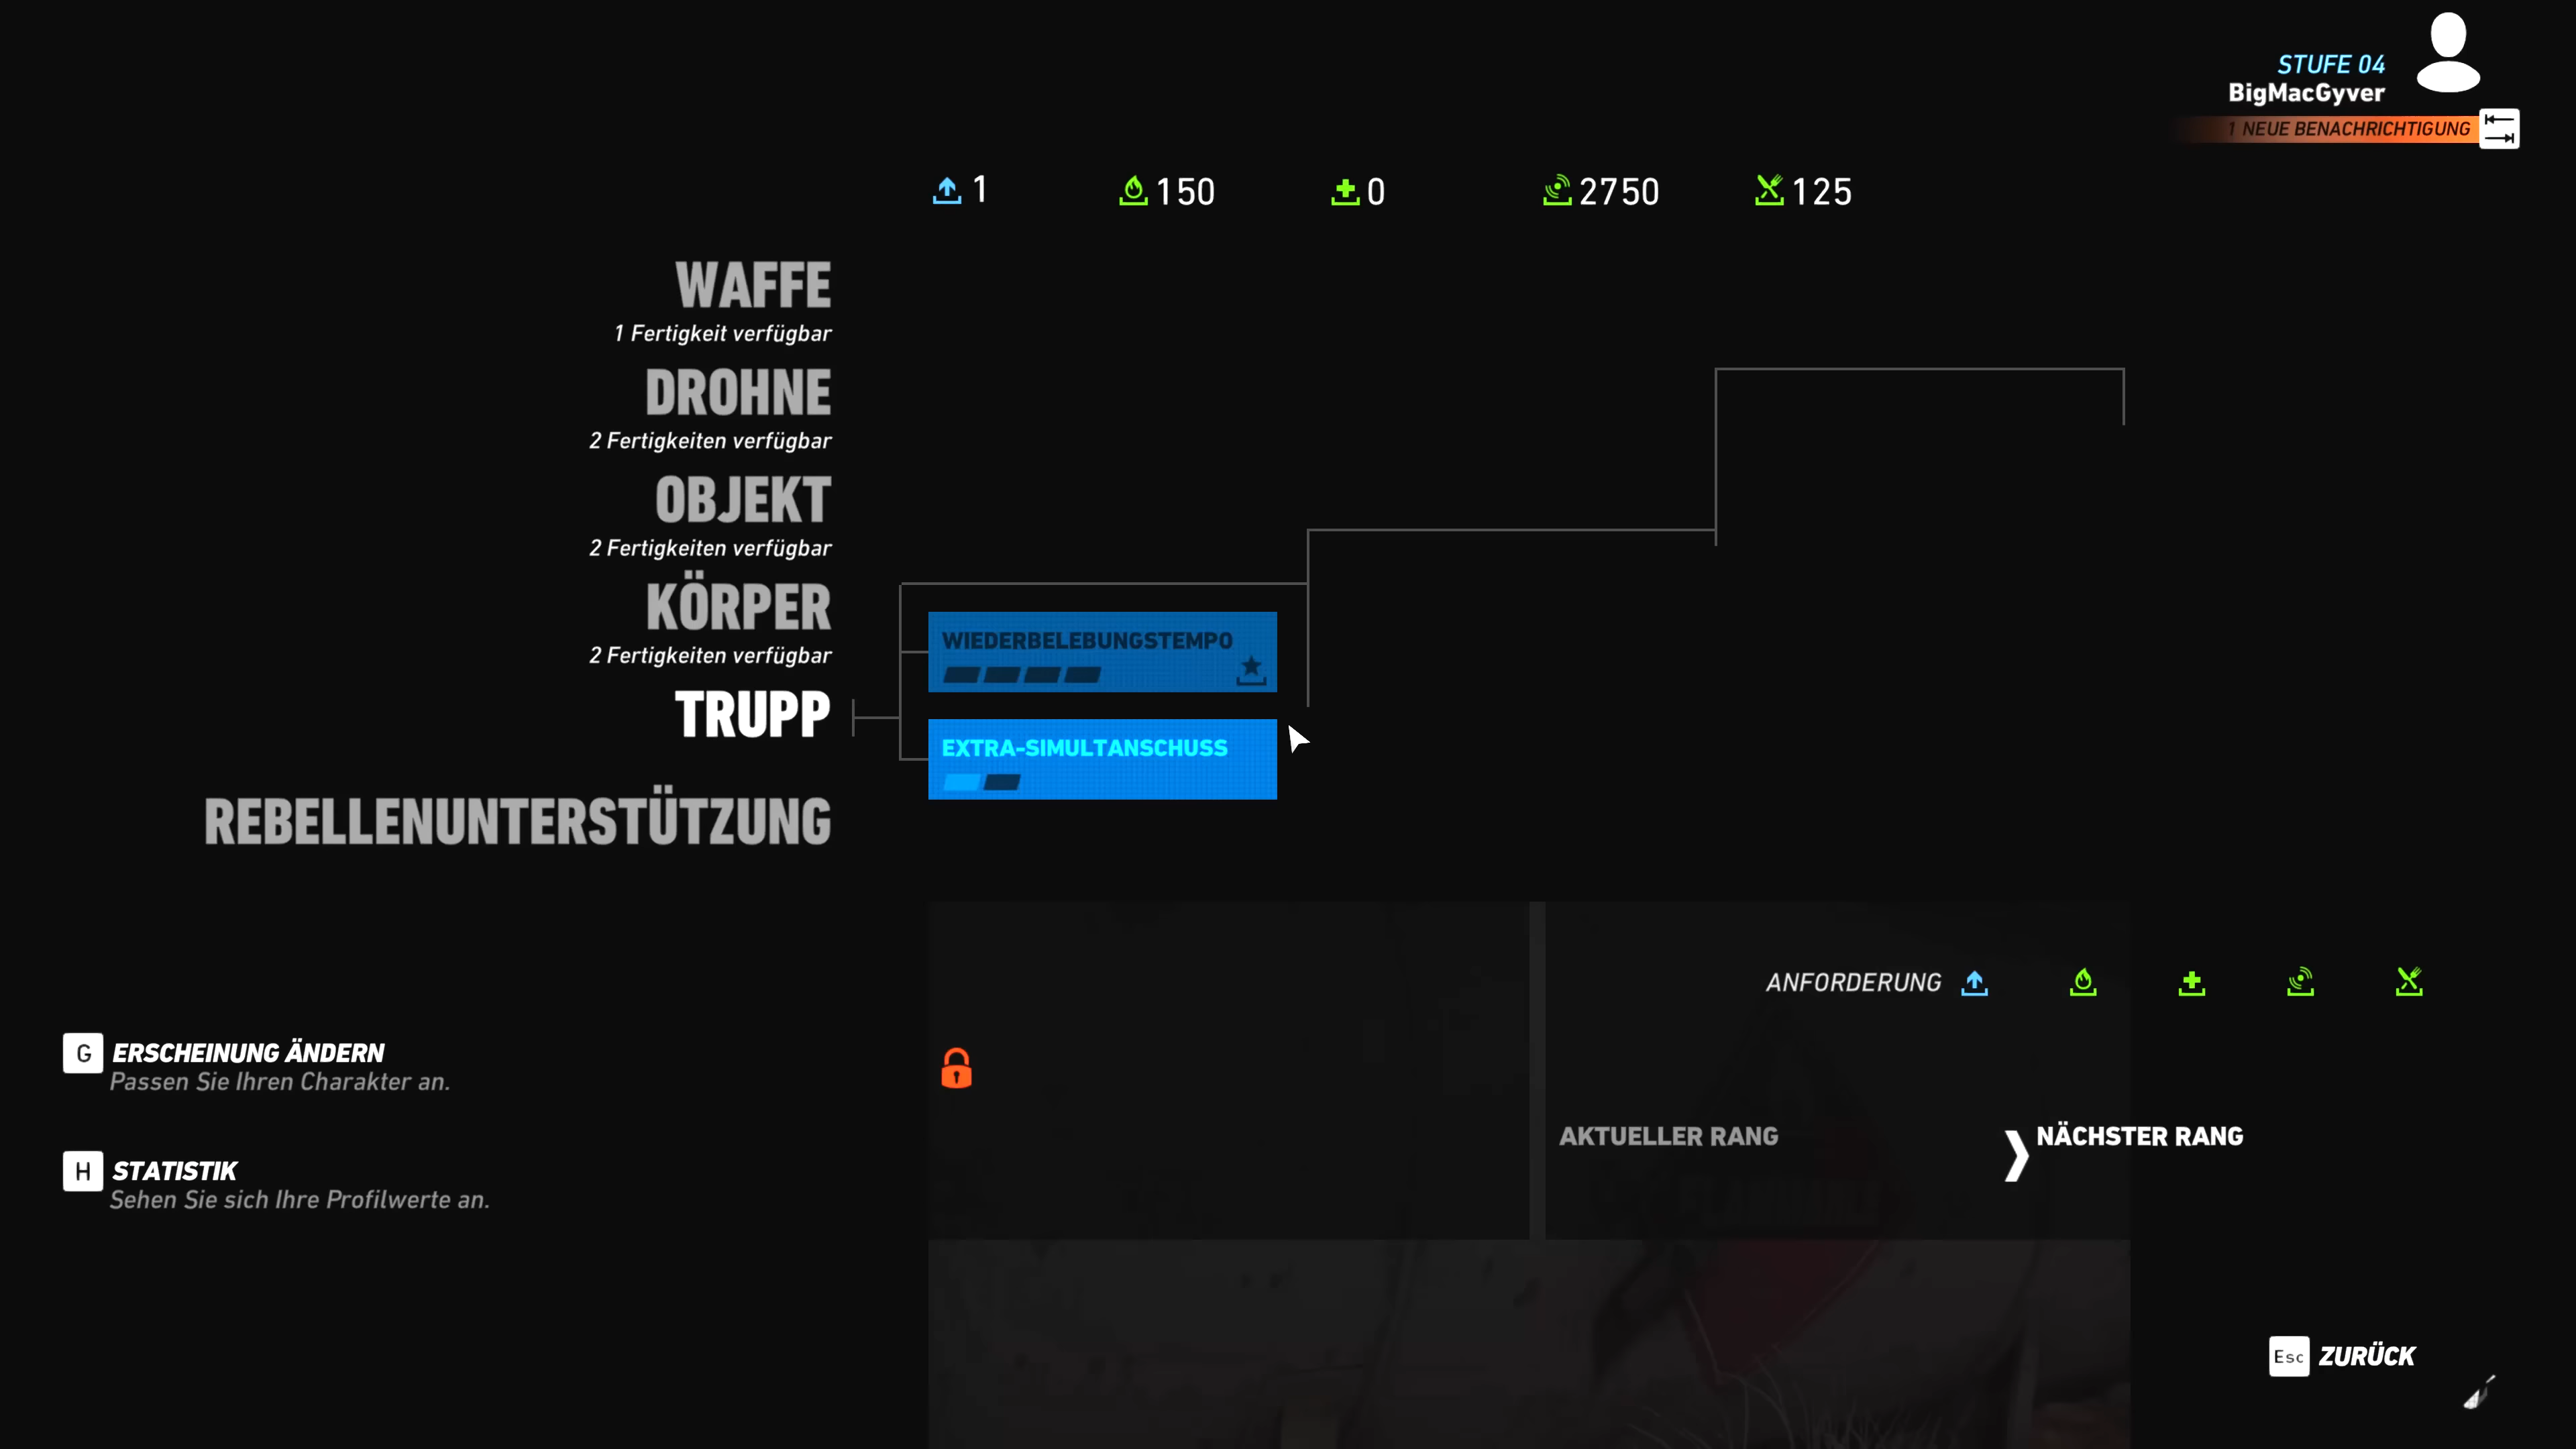 STUFE 04
BigMacGyver
1 NEUE BENACHRICHTIGUNG
1 150 0 2750 125
WAFFE
1 Fertigkeit verfügbar
DROHNE
2 Fertigkeiten verfügbar
OBJEKT
2 Fertigkeiten verfügbar
KÖRPER
2 Fertigkeiten verfügbar
TRUPP
REBELLENUNTERSTÜTZUNG
WIEDERBELEBUNGSTEMPO
EXTRA-SIMULTANSCHUSS
ANFORDERUNG
AKTUELLER RANG
NÄCHSTER RANG
G ERSCHEINUNG ÄNDERN
Passen Sie Ihren Charakter an.
H STATISTIK
Sehen Sie sich Ihre Profilwerte an.
Esc ZURÜCK